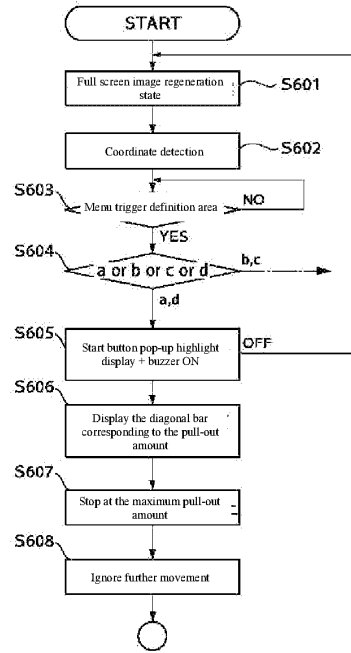 START
Full screen image regeneration
state
S601
Coordinate detection
S602
S603
Menu trigger definition area
NO
YES
S604
a or b or c or d
b,c
a,d
S605
Start button pop-up highlight
display + buzzer ON
OFF
S606
Display the diagonal bar
corresponding to the pull-out
amount
S607
Stop at the maximum pull-out
amount
S608
Ignore further movement